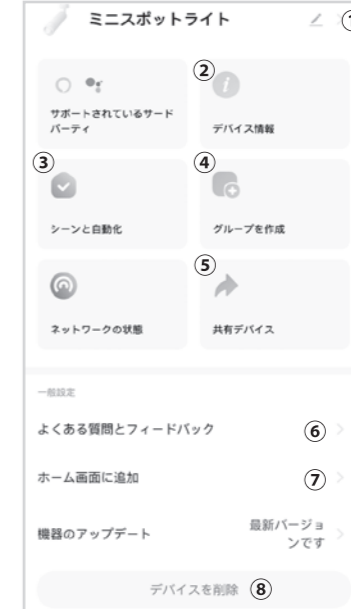 ミニスポットライト ①
②
サポートされているサード
パーティ
デバイス情報
③ ④
シーンと自動化 グループを作成
⑤
ネットワークの状態 共有デバイス
一般設定
よくある質問とフィードバック ⑥
ホーム画面に追加 ⑦
機器のアップデート
最新バージョ
ンです
デバイスを削除 ⑧